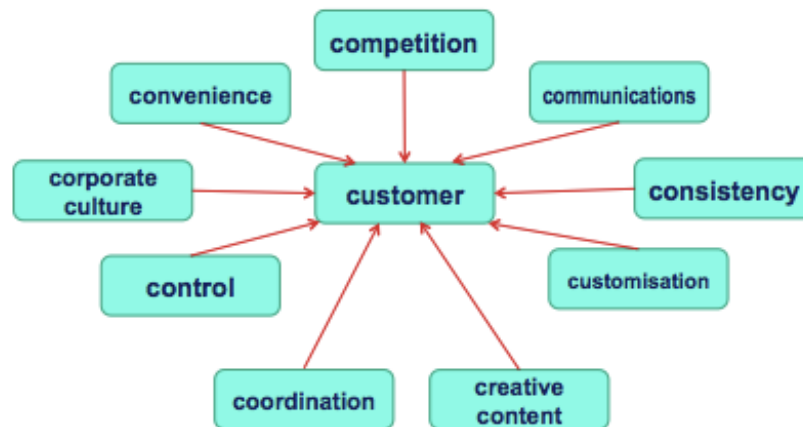 competition
convenience
communications
corporate
culture
customer
consistency
control
customisation
coordination
creative
content